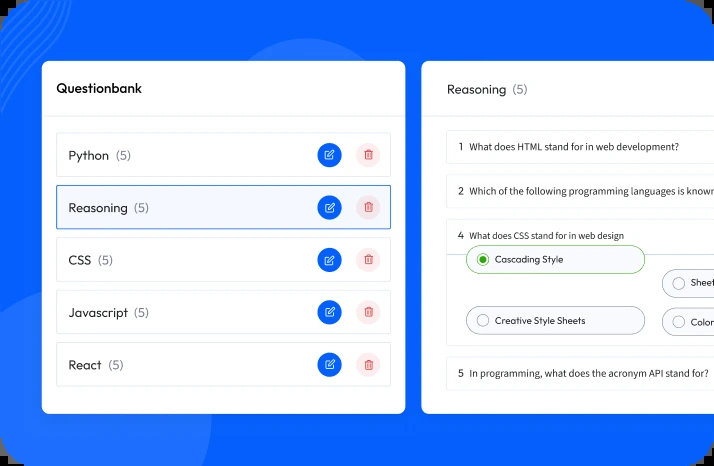 Questionbank
Python (5)
Reasoning (5)
CSS (5)
Javascript (5)
React (5)
Reasoning (5)
1 What does HTML stand for in web development?
2 Which of the following programming languages is known
4 What does CSS stand for in web design
Cascading Style
Sheet
Creative Style Sheets
Color
5 In programming, what does the acronym API stand for?